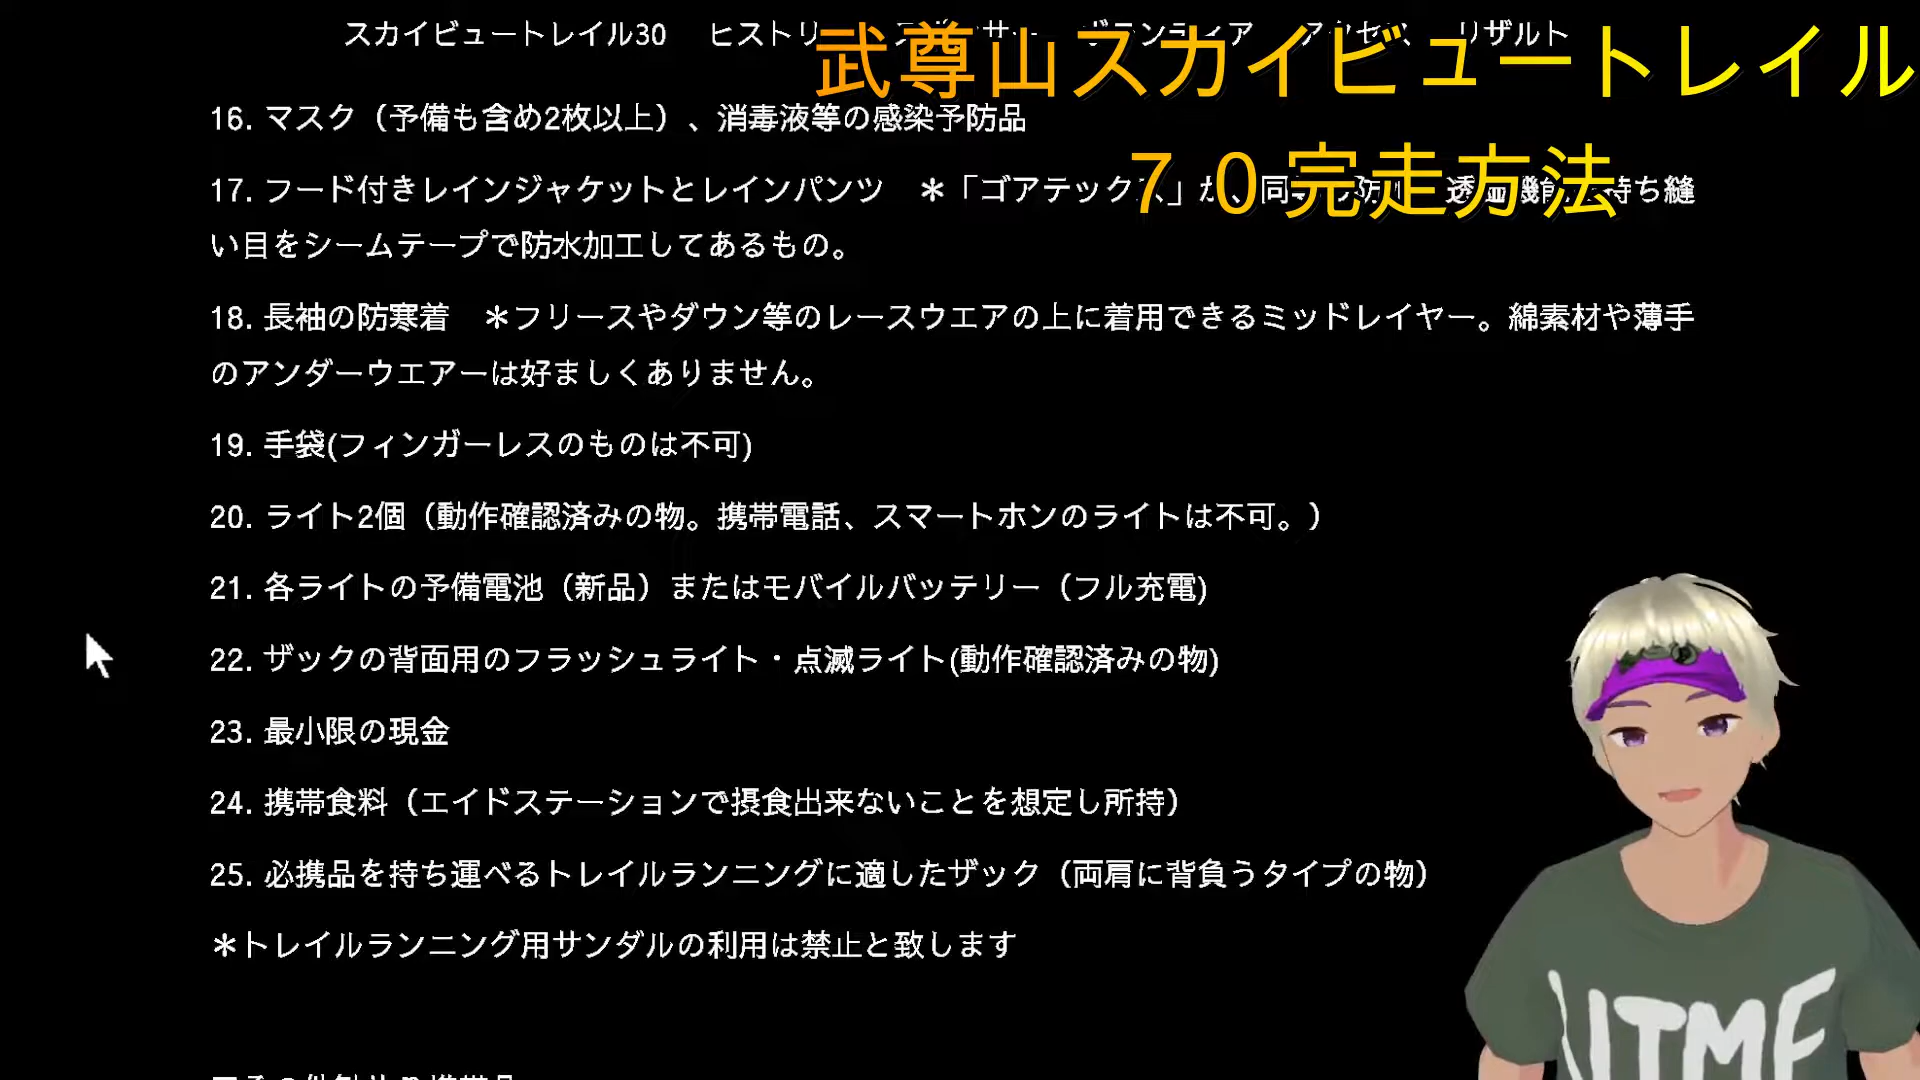 スカイビュートレイル30 ヒストリー リザルト
武尊山スカイビュートレイル
７０完走方法
16. マスク（予備も含め2枚以上）、消毒液等の感染予防品
17. フード付きレインジャケットとレインパンツ　＊「ゴアテックス」か、同 防 透湿機能 持ち縫
い目をシームテープで防水加工してあるもの。
18. 長袖の防寒着　＊フリースやダウン等のレースウエアの上に着用できるミッドレイヤー。綿素材や薄手
のアンダーウエアーは好ましくありません。
19. 手袋(フィンガーレスのものは不可)
20. ライト2個（動作確認済みの物。携帯電話、スマートホンのライトは不可。）
21. 各ライトの予備電池（新品）またはモバイルバッテリー（フル充電)
22. ザックの背面用のフラッシュライト・点滅ライト(動作確認済みの物)
23. 最小限の現金
24. 携帯食料（エイドステーションで摂食出来ないことを想定し所持）
25. 必携品を持ち運べるトレイルランニングに適したザック（両肩に背負うタイプの物）
＊トレイルランニング用サンダルの利用は禁止と致します
UTMF